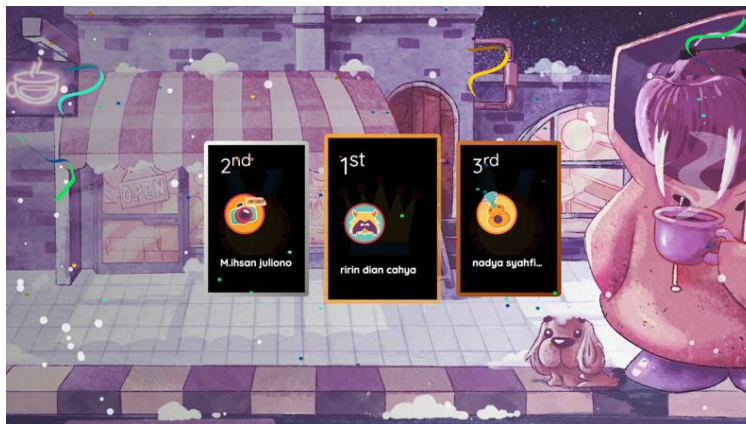 OPEN
2nd
M.ihsan juliono
1st
ririn dian cahya
3rd
nadya syahfi...